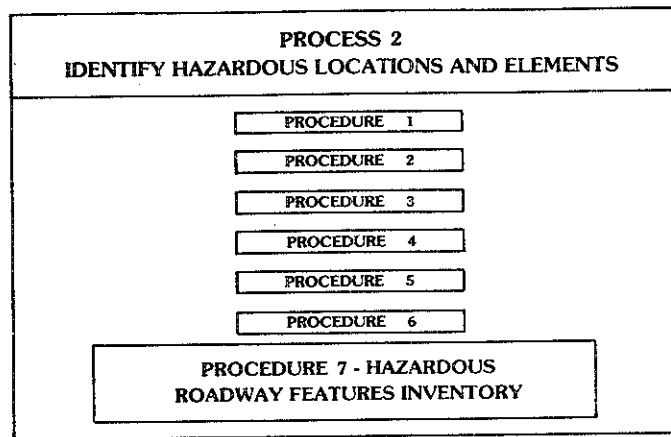 PROCESS 2
IDENTIFY HAZARDOUS LOCATIONS AND ELEMENTS
PROCEDURE 1
PROCEDURE 2
PROCEDURE 3
PROCEDURE 4
PROCEDURE 5
PROCEDURE 6
PROCEDURE 7 - HAZARDOUS
ROADWAY FEATURES INVENTORY